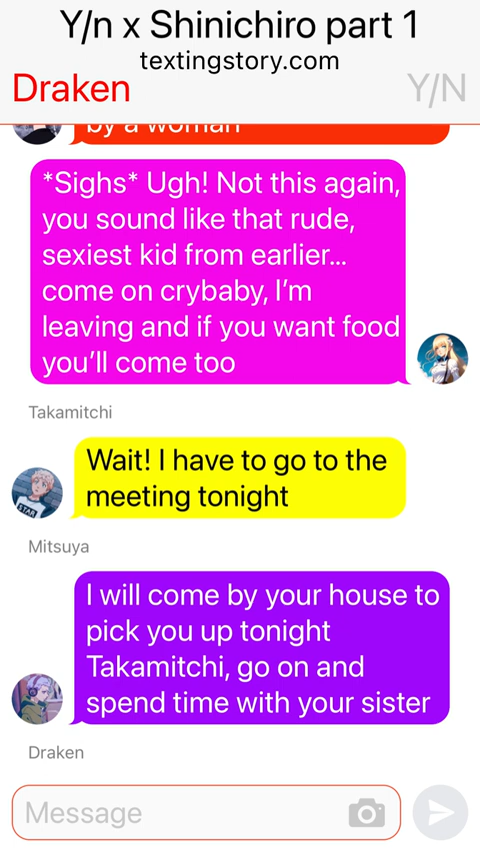 Y/n x Shinichiro part 1
textingstory.com
Draken
Y/N
by a woman
*Sighs* Ugh! Not this again,
you sound like that rude,
sexiest kid from earlier...
come on crybaby, I'm
leaving and if you want food
you'll come too
Takamitchi
Wait! I have to go to the
meeting tonight
STAR
Mitsuya
I will come by your house to
pick you up tonight
Takamitchi, go on and
spend time with your sister
Draken
Message